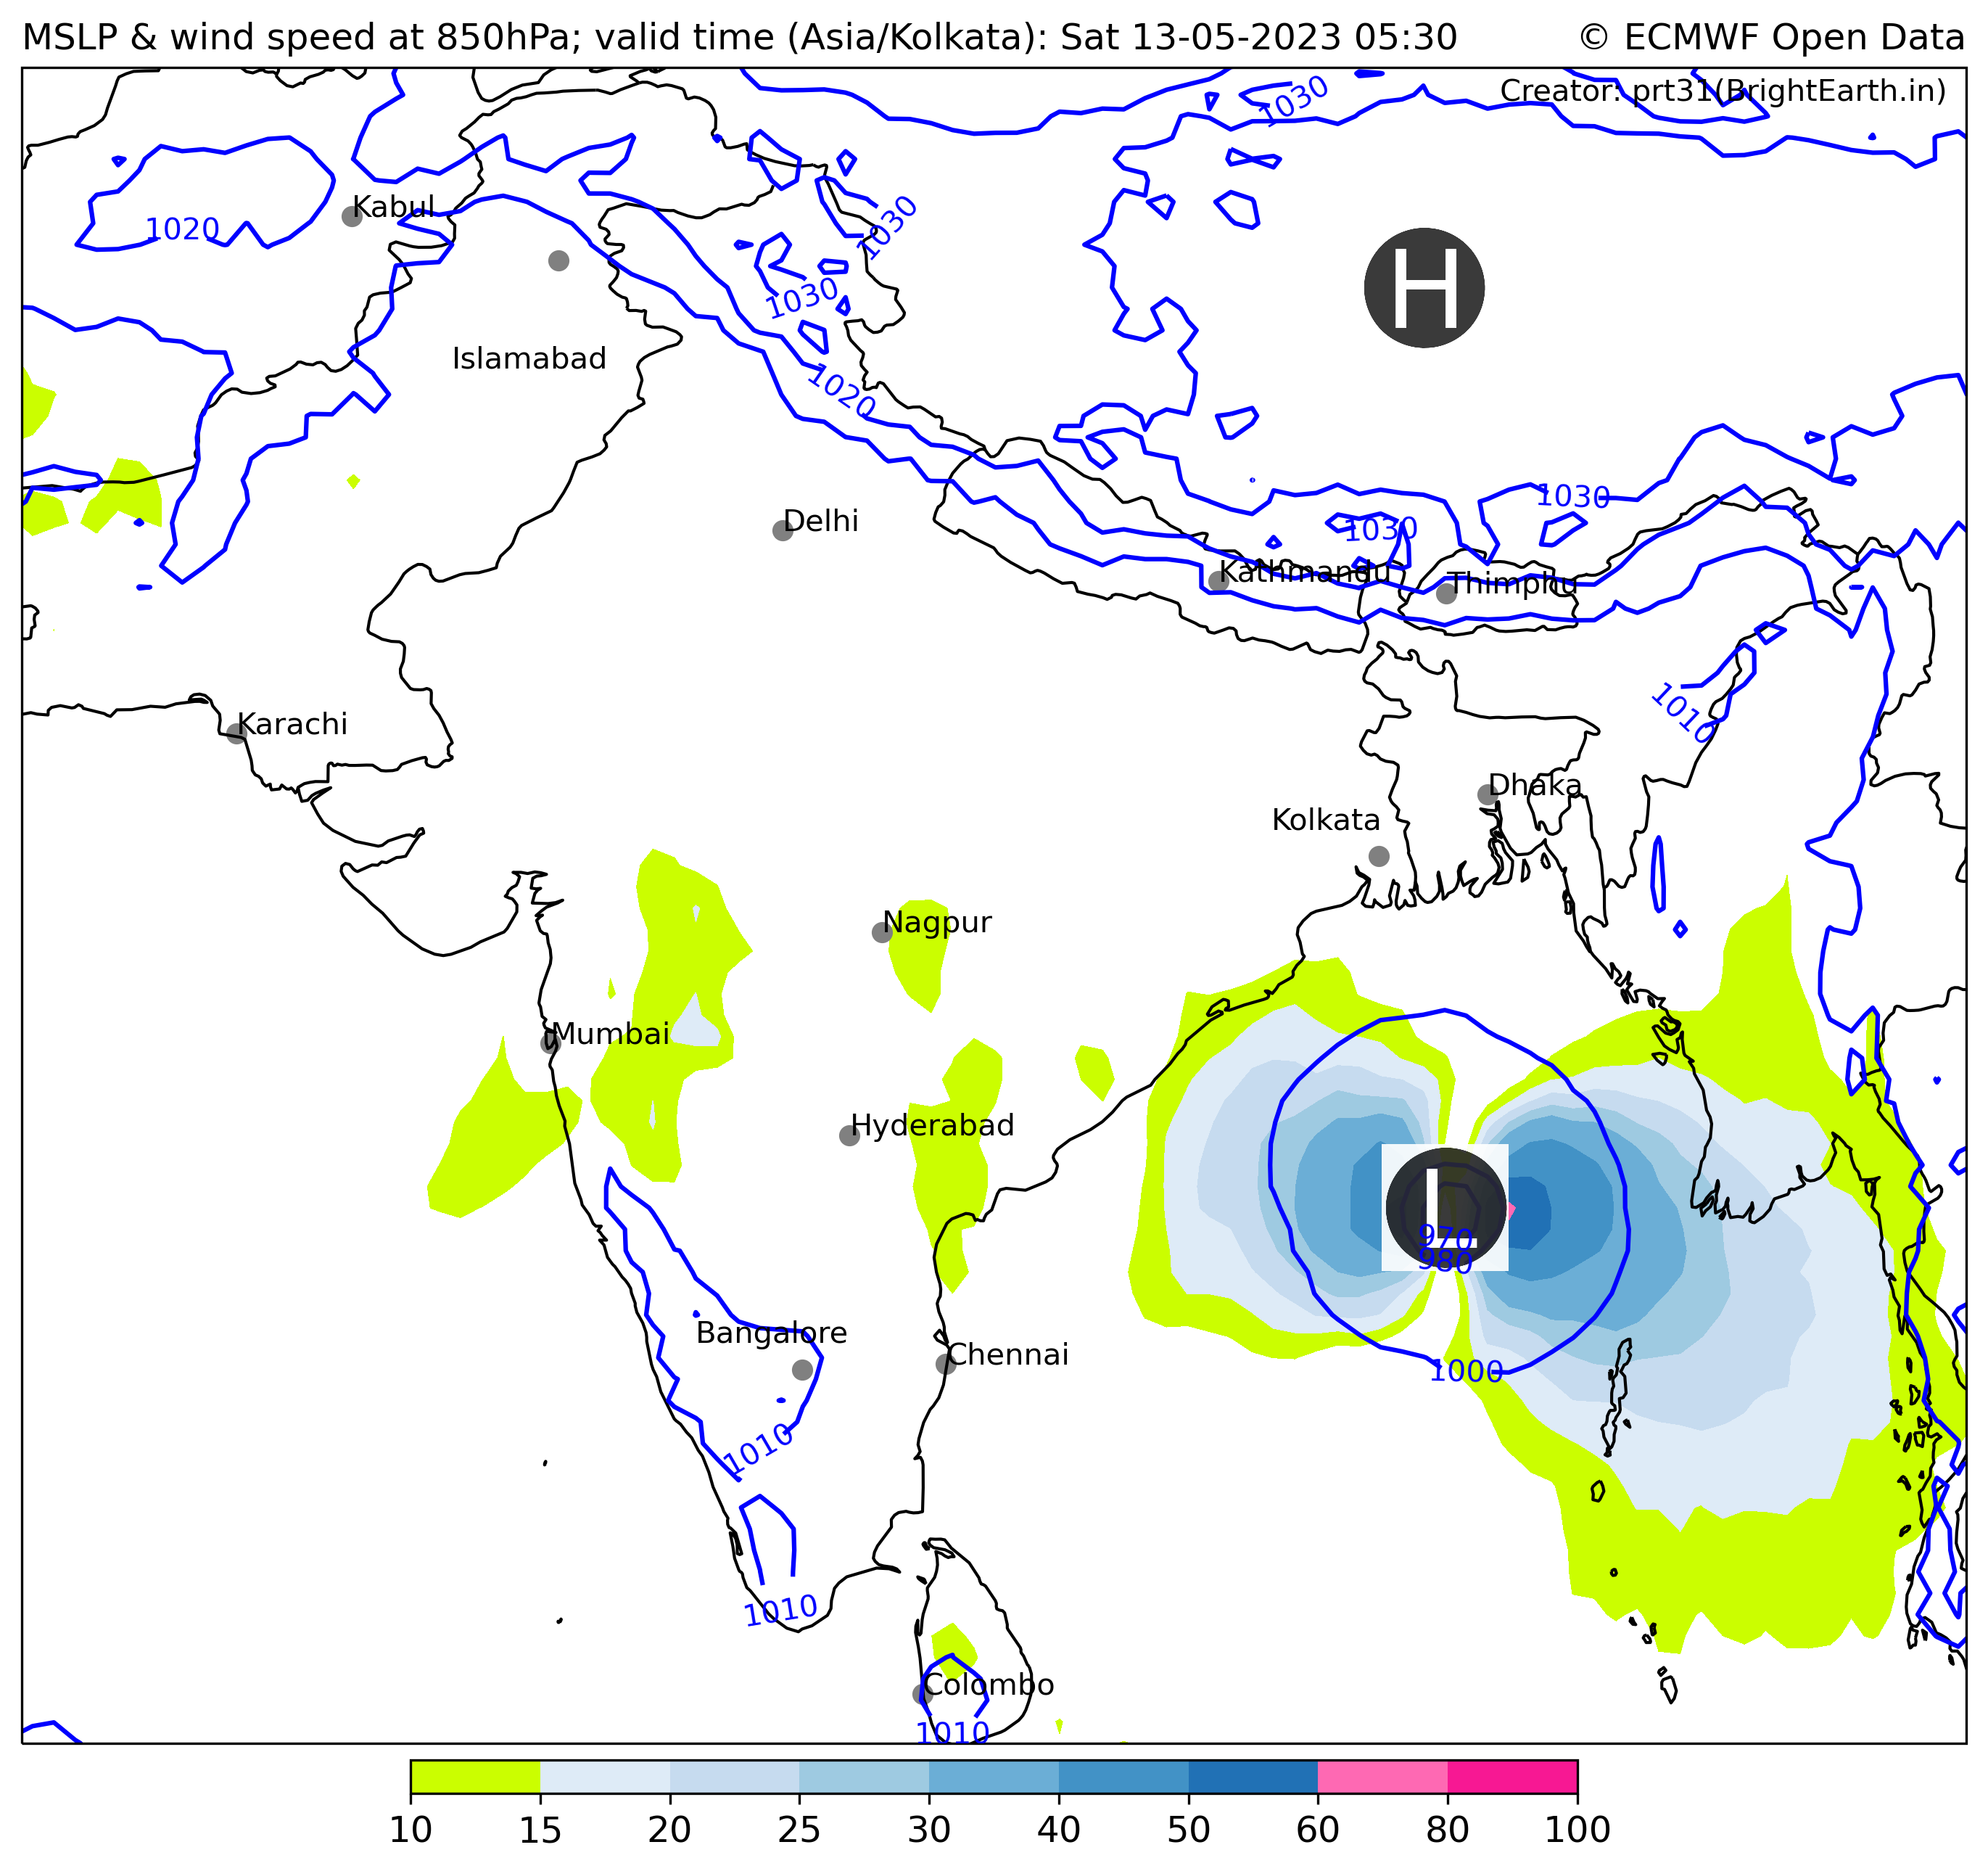 MSLP & wind speed at 850hPa; valid time (Asia/Kolkata): Sat 13-05-2023 05:30
© ECMWF Open Data
Creator: prt31(BrightEarth.in)
1030
1020
Kabul
1030
H
1030
Islamabad
1020
1030
Delhi
1030
Kathmandu
Thimphu
1010
Karachi
Dhaka
Kolkata
Nagpur
Mumbai
Hyderabad
L
970
980
Bangalore
Chennai
1000
1010
1010
Colombo
1010
10 15 20 25 30 40 50 60 80 100